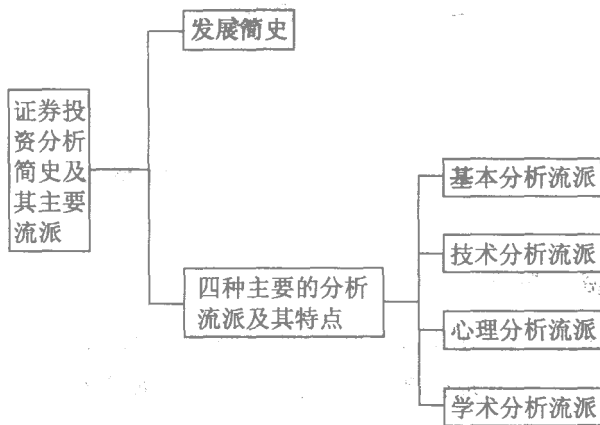 发展简史
证券投
资分析
简史及
其主要
流派
基本分析流派
技术分析流派
四种主要的分析
流派及其特点
心理分析流派
学术分析流派